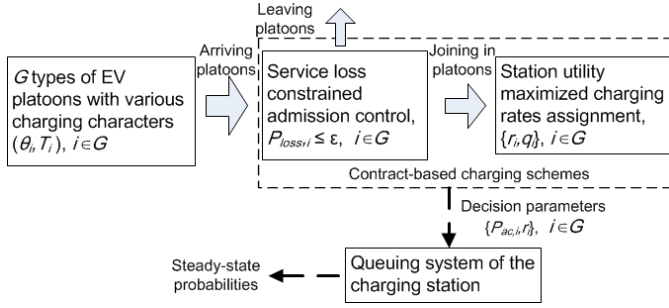 Leaving
platoons
Arriving
platoons
Joining in
platoons
G types of EV
platoons with various
charging characters
(θi,Ti), i∈G
Service loss
constrained
admission control,
Ploss,i ≤ ε, i∈G
Station utility
maximized charging
rates assignment,
{ri,qi}, i∈G
Contract-based charging schemes
Decision parameters
{Pac,i,ri}, i∈G
Steady-state
probabilities
Queuing system of the
charging station